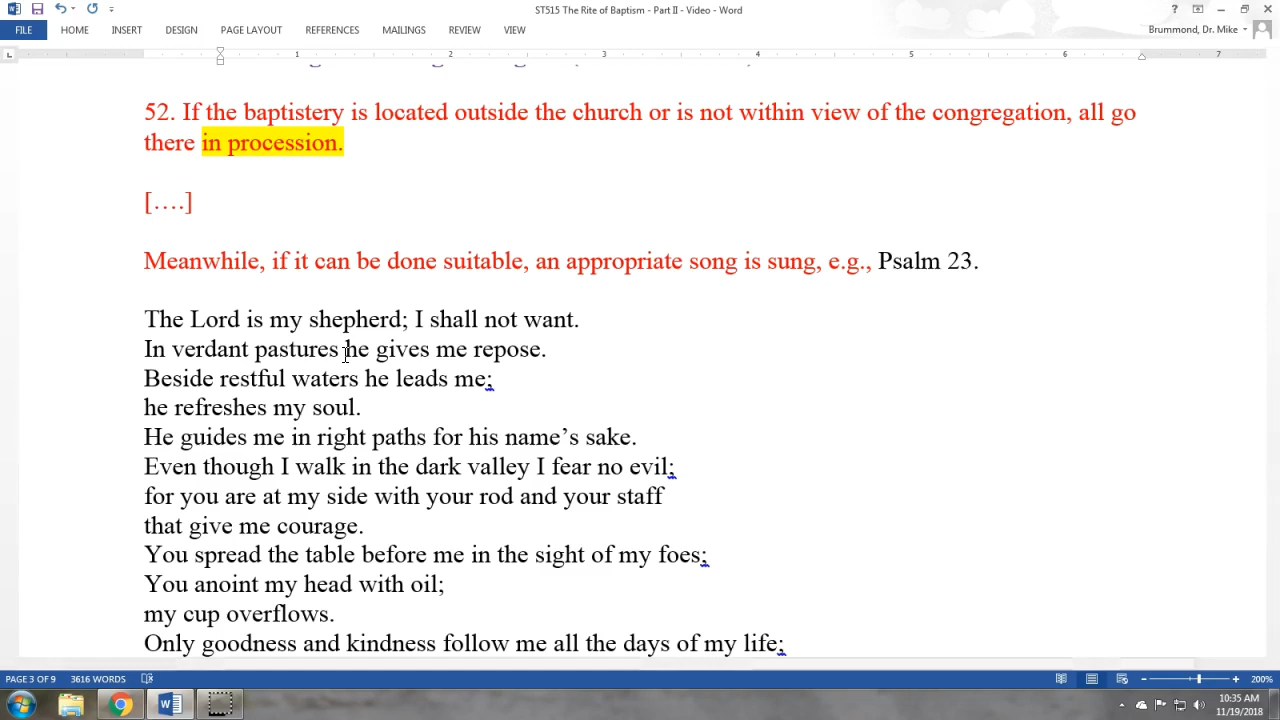 ST515 The Rite of Baptism - Part II - Video - Word
FILE HOME INSERT DESIGN PAGE LAYOUT REFERENCES MAILINGS REVIEW VIEW Brummond, Dr. Mike
1 2 3 4 5 6 7
52. If the baptistery is located outside the church or is not within view of the congregation, all go
there in procession.
[….]
Meanwhile, if it can be done suitable, an appropriate song is sung, e.g., Psalm 23.
The Lord is my shepherd; I shall not want.
In verdant pastures he gives me repose.
Beside restful waters he leads me;
he refreshes my soul.
He guides me in right paths for his name’s sake.
Even though I walk in the dark valley I fear no evil;
for you are at my side with your rod and your staff
that give me courage.
You spread the table before me in the sight of my foes;
You anoint my head with oil;
my cup overflows.
Only goodness and kindness follow me all the days of my life;
PAGE 3 OF 9 3616 WORDS 200%
10:35 AM
11/19/2018